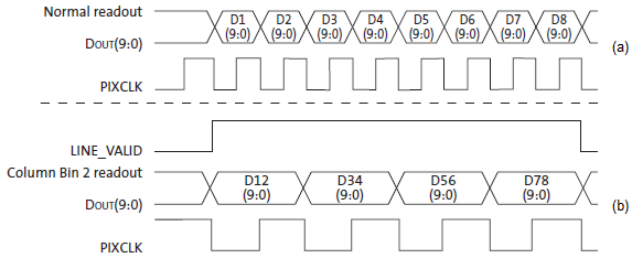 Normal readout
D1 D2 D3 D4 D5 D6 D7 D8
DOUT(9:0) (9:0) (9:0) (9:0) (9:0) (9:0) (9:0) (9:0) (9:0) (a)
PIXCLK
LINE_VALID
Column Bin 2 readout
D12 D34 D56 D78
DOUT(9:0) (9:0) (9:0) (9:0) (9:0) (b)
PIXCLK